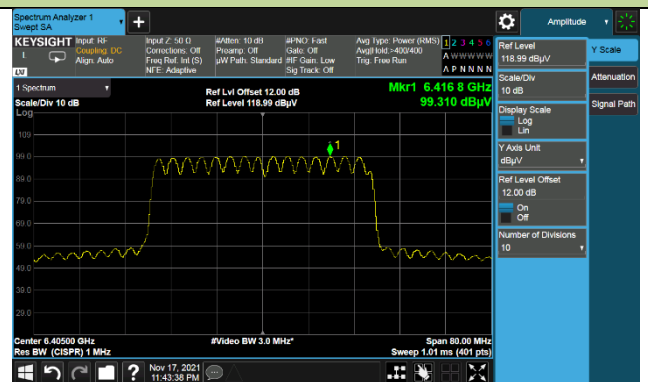 Spectrum Analyzer 1
Swept SA
Amplitude
KEYSIGHT
Input: RF
Coupling: DC
Align: Auto
Input Z: 50 Ω
Corrections: Off
Freq Ref: Int (S)
NFE: Adaptive
#Atten: 10 dB
Preamp: Off
µW Path: Standard
#PNO: Fast
Gate: Off
#IF Gain: Low
Sig Track: Off
Avg Type: Power (RMS)
Avg|Hold:>400/400
Trig: Free Run
1 2 3 4 5 6
A W W W W W
A P N N N N
L
LXI
1 Spectrum
Scale/Div 10 dB
Log
Ref Lvl Offset 12.00 dB
Ref Level 118.99 dBµV
Mkr1 6.416 8 GHz
99.310 dBµV
109
99.0
89.0
79.0
69.0
59.0
49.0
39.0
29.0
1
Center 6.40500 GHz
Res BW (CISPR) 1 MHz
#Video BW 3.0 MHz*
Span 80.00 MHz
Sweep 1.01 ms (401 pts)
Ref Level
118.99 dBµV
Scale/Div
10 dB
Display Scale
Log
Lin
Y Axis Unit
dBµV
Ref Level Offset
12.00 dB
On
Off
Number of Divisions
10
Y Scale
Attenuation
Signal Path
?
Nov 17, 2021
11:43:38 PM